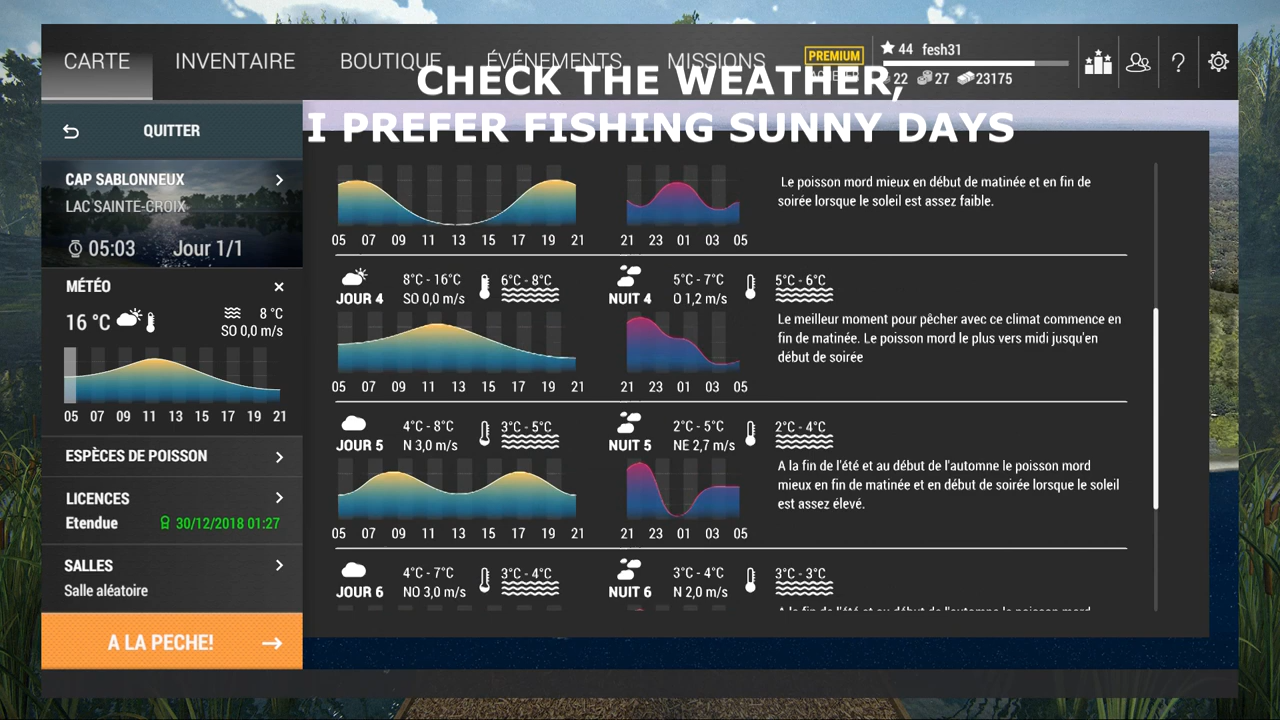 CARTE INVENTAIRE BOUTIQUE ÉVÉNEMENTS MISSIONS PREMIUM 44 fesh31
22 27 23175
CHECK THE WEATHER,
I PREFER FISHING SUNNY DAYS
QUITTER
CAP SABLONNEUX
LAC SAINTE-CROIX
05:03 Jour 1/1
MÉTÉO
16 °C 8 °C
SO 0,0 m/s
05 07 09 11 13 15 17 19 21
ESPÈCES DE POISSON
LICENCES
Etendue 30/12/2018 01:27
SALLES
Salle aléatoire
A LA PECHE!
Le poisson mord mieux en début de matinée et en fin de
soirée lorsque le soleil est assez faible.
05 07 09 11 13 15 17 19 21 21 23 01 03 05
8°C - 16°C 6°C - 8°C 5°C - 7°C 5°C - 6°C
JOUR 4 SO 0,0 m/s NUIT 4 O 1,2 m/s
Le meilleur moment pour pêcher avec ce climat commence en
fin de matinée. Le poisson mord le plus vers midi jusqu'en
début de soirée
05 07 09 11 13 15 17 19 21 21 23 01 03 05
4°C - 8°C 3°C - 5°C 2°C - 5°C 2°C - 4°C
JOUR 5 N 3,0 m/s NUIT 5 NE 2,7 m/s
A la fin de l'été et au début de l'automne le poisson mord
mieux en fin de matinée et en début de soirée lorsque le soleil
est assez élevé.
05 07 09 11 13 15 17 19 21 21 23 01 03 05
4°C - 7°C 3°C - 4°C 3°C - 4°C 3°C - 3°C
JOUR 6 NO 3,0 m/s NUIT 6 N 2,0 m/s